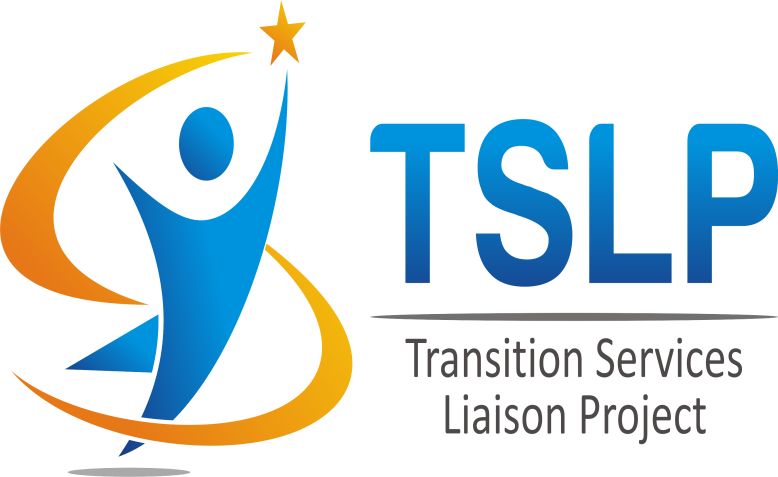 TSLP
Transition Services
Liaison Project